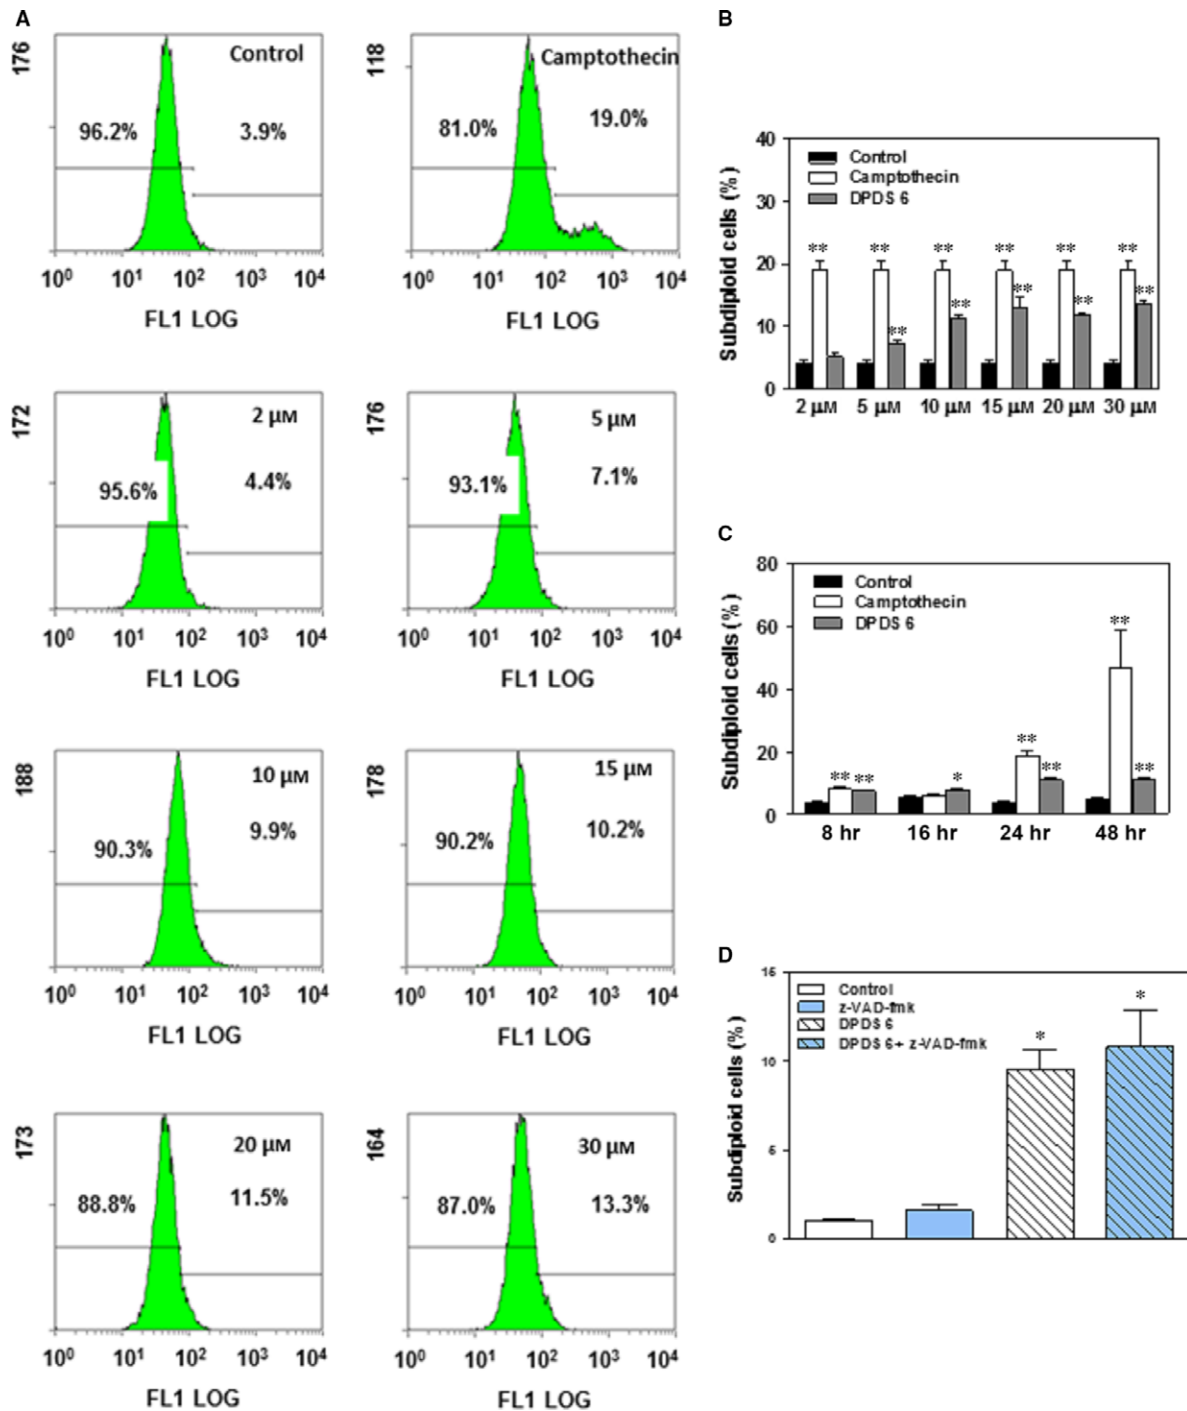 A
176
Control
96.2%
3.9%
10⁰ 10¹ 10² 10³ 10⁴
FL1 LOG
118
Camptothecin
81.0%
19.0%
10⁰ 10¹ 10² 10³ 10⁴
FL1 LOG
172
2 μM
95.6%
4.4%
10⁰ 10¹ 10² 10³ 10⁴
FL1 LOG
176
5 μM
93.1%
7.1%
10⁰ 10¹ 10² 10³ 10⁴
FL1 LOG
188
10 μM
90.3%
9.9%
10⁰ 10¹ 10² 10³ 10⁴
FL1 LOG
178
15 μM
90.2%
10.2%
10⁰ 10¹ 10² 10³ 10⁴
FL1 LOG
173
20 μM
88.8%
11.5%
10⁰ 10¹ 10² 10³ 10⁴
FL1 LOG
164
30 μM
87.0%
13.3%
10⁰ 10¹ 10² 10³ 10⁴
FL1 LOG
B
Subdiploid cells (%)
40
30
20
10
0
Control
Camptothecin
DPDS 6
** ** ** ** ** **
** ** ** ** **
2 μM 5 μM 10 μM 15 μM 20 μM 30 μM
C
Subdiploid cells (%)
80
60
40
20
0
Control
Camptothecin
DPDS 6
** ** * ** ** ** **
8 hr 16 hr 24 hr 48 hr
D
Subdiploid cells (%)
15
10
5
0
Control
z-VAD-fmk
DPDS 6
DPDS 6+ z-VAD-fmk
* *